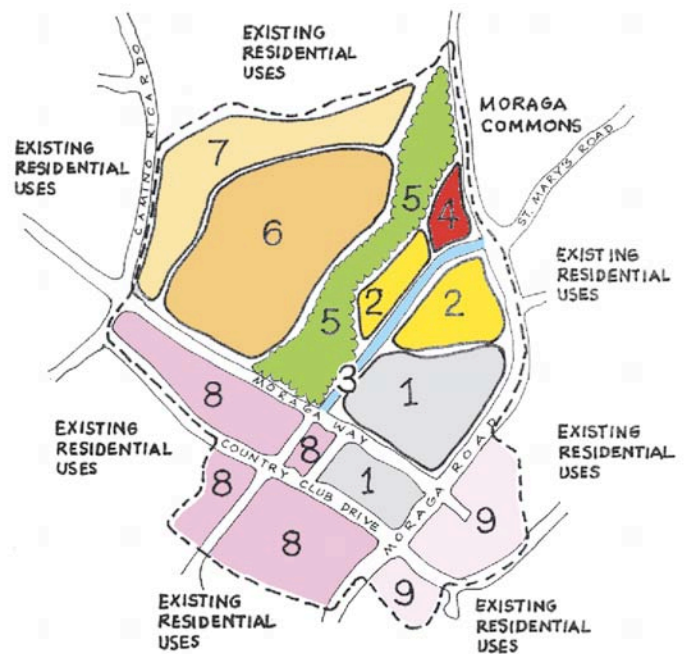 EXISTING
RESIDENTIAL
USES
MORAGA
COMMONS
CAMINO RICARDO
EXISTING
RESIDENTIAL
USES
7
ST. MARY'S ROAD
5
4
6
EXISTING
RESIDENTIAL
USES
2
2
5
3
1
8
MORAGA WAY
8
EXISTING
RESIDENTIAL
USES
EXISTING
RESIDENTIAL
USES
COUNTRY CLUB DRIVE
MORAGA ROAD
8
1
9
8
9
EXISTING
RESIDENTIAL
USES
EXISTING
RESIDENTIAL
USES